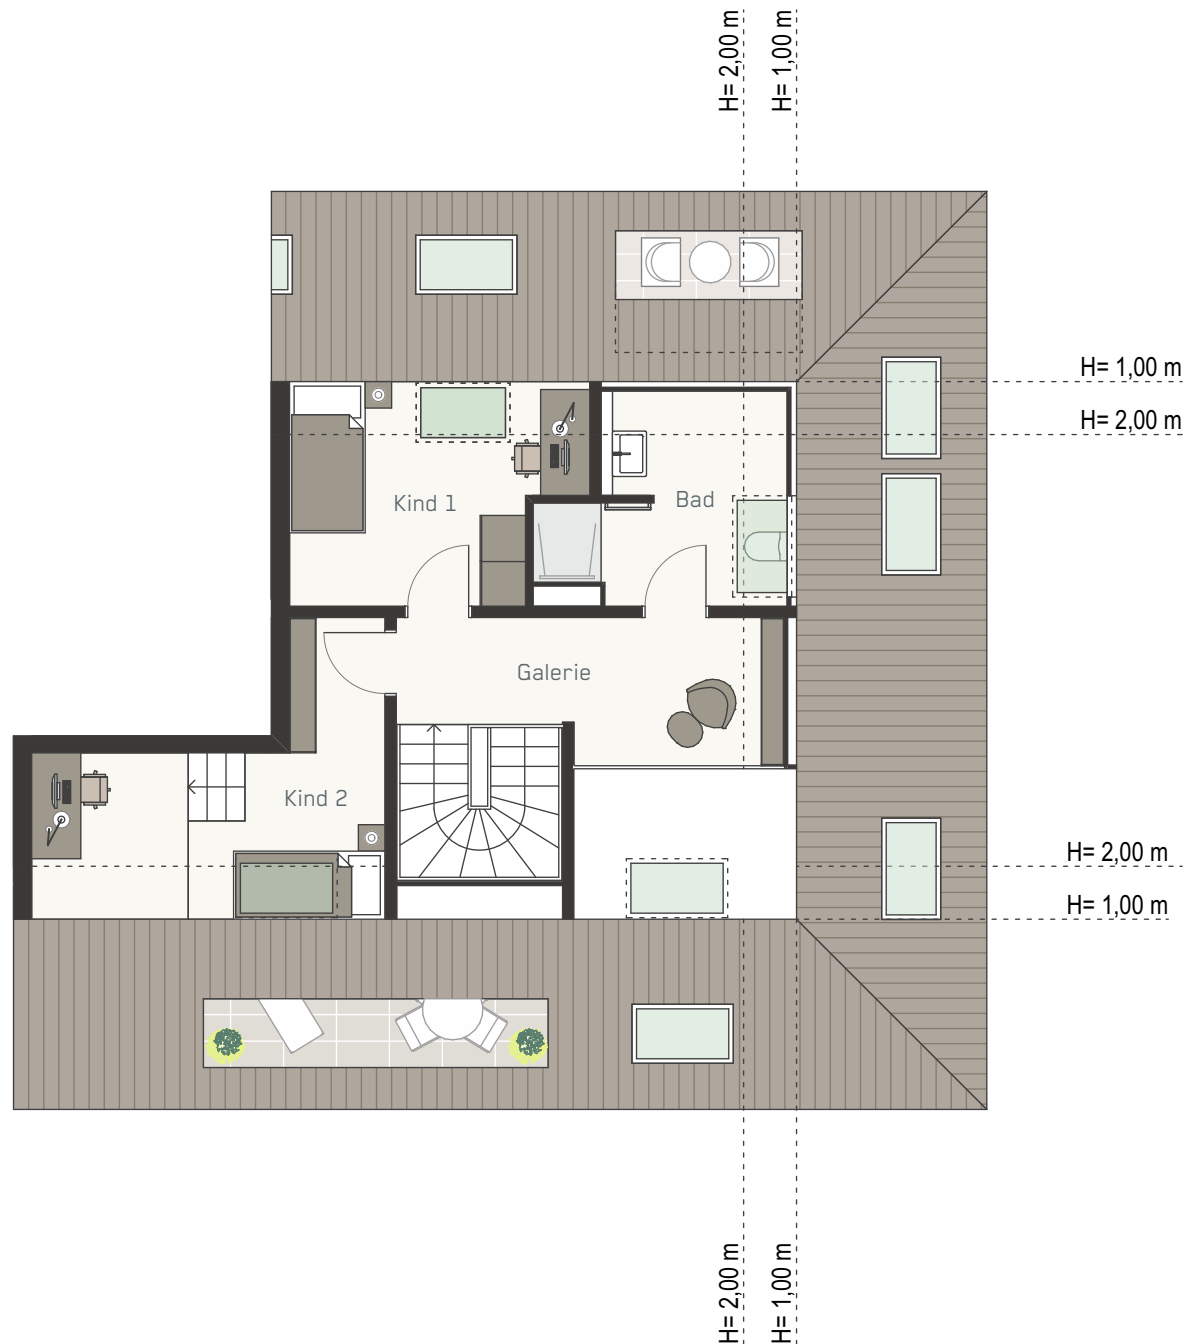 H= 2,00 m
H= 1,00 m
H= 1,00 m
H= 2,00 m
Kind 1
Bad
Galerie
Kind 2
H= 2,00 m
H= 1,00 m
H= 2,00 m
H= 1,00 m